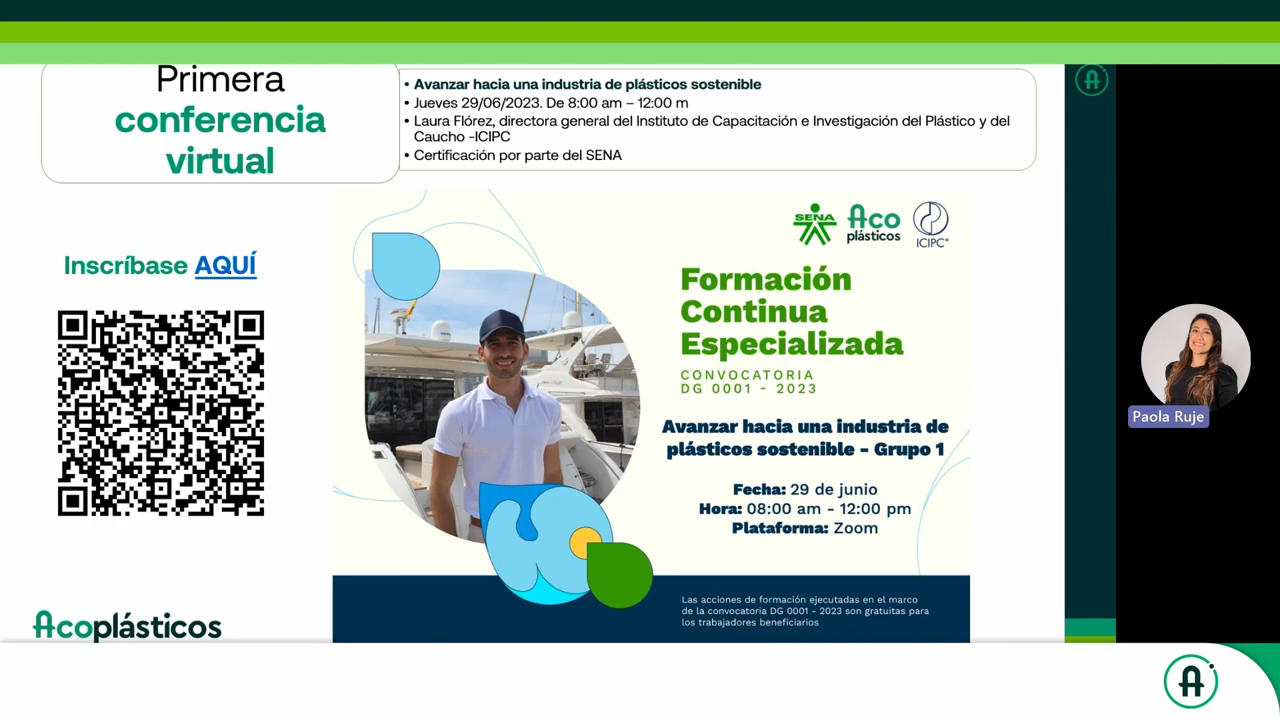 Primera
conferencia
virtual
• Avanzar hacia una industria de plásticos sostenible
• Jueves 29/06/2023. De 8:00 am – 12:00 m
• Laura Flórez, directora general del Instituto de Capacitación e Investigación del Plástico y del
Caucho -ICIPC
• Certificación por parte del SENA
Inscríbase AQUÍ
SENA
Aco
plásticos
ICIPC®
Formación
Continua
Especializada
CONVOCATORIA
DG 0001 - 2023
Avanzar hacia una industria de
plásticos sostenible - Grupo 1
Fecha: 29 de junio
Hora: 08:00 am - 12:00 pm
Plataforma: Zoom
Las acciones de formación ejecutadas en el marco
de la convocatoria DG 0001 - 2023 son gratuitas para
los trabajadores beneficiarios
Acoplásticos
Paola Ruje